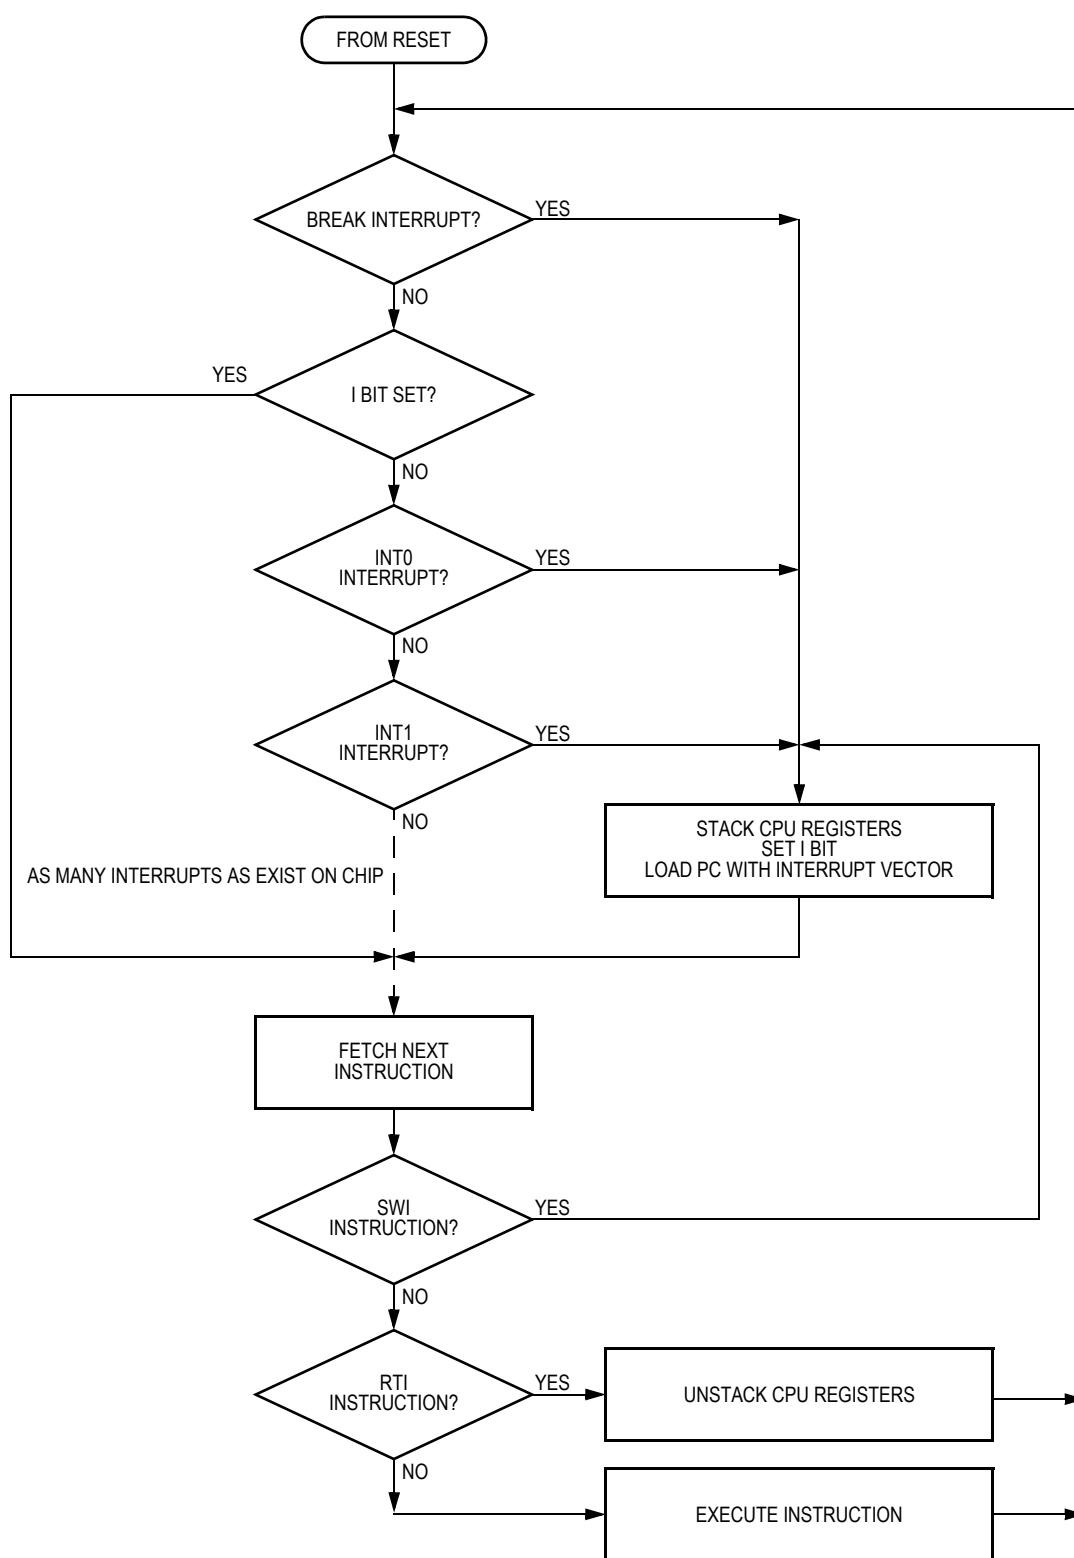 FROM RESET
BREAK INTERRUPT?
YES
NO
YES
I BIT SET?
NO
INT0
INTERRUPT?
YES
NO
INT1
INTERRUPT?
YES
NO
STACK CPU REGISTERS
SET I BIT
LOAD PC WITH INTERRUPT VECTOR
AS MANY INTERRUPTS AS EXIST ON CHIP
FETCH NEXT
INSTRUCTION
SWI
INSTRUCTION?
YES
NO
RTI
INSTRUCTION?
YES
UNSTACK CPU REGISTERS
NO
EXECUTE INSTRUCTION